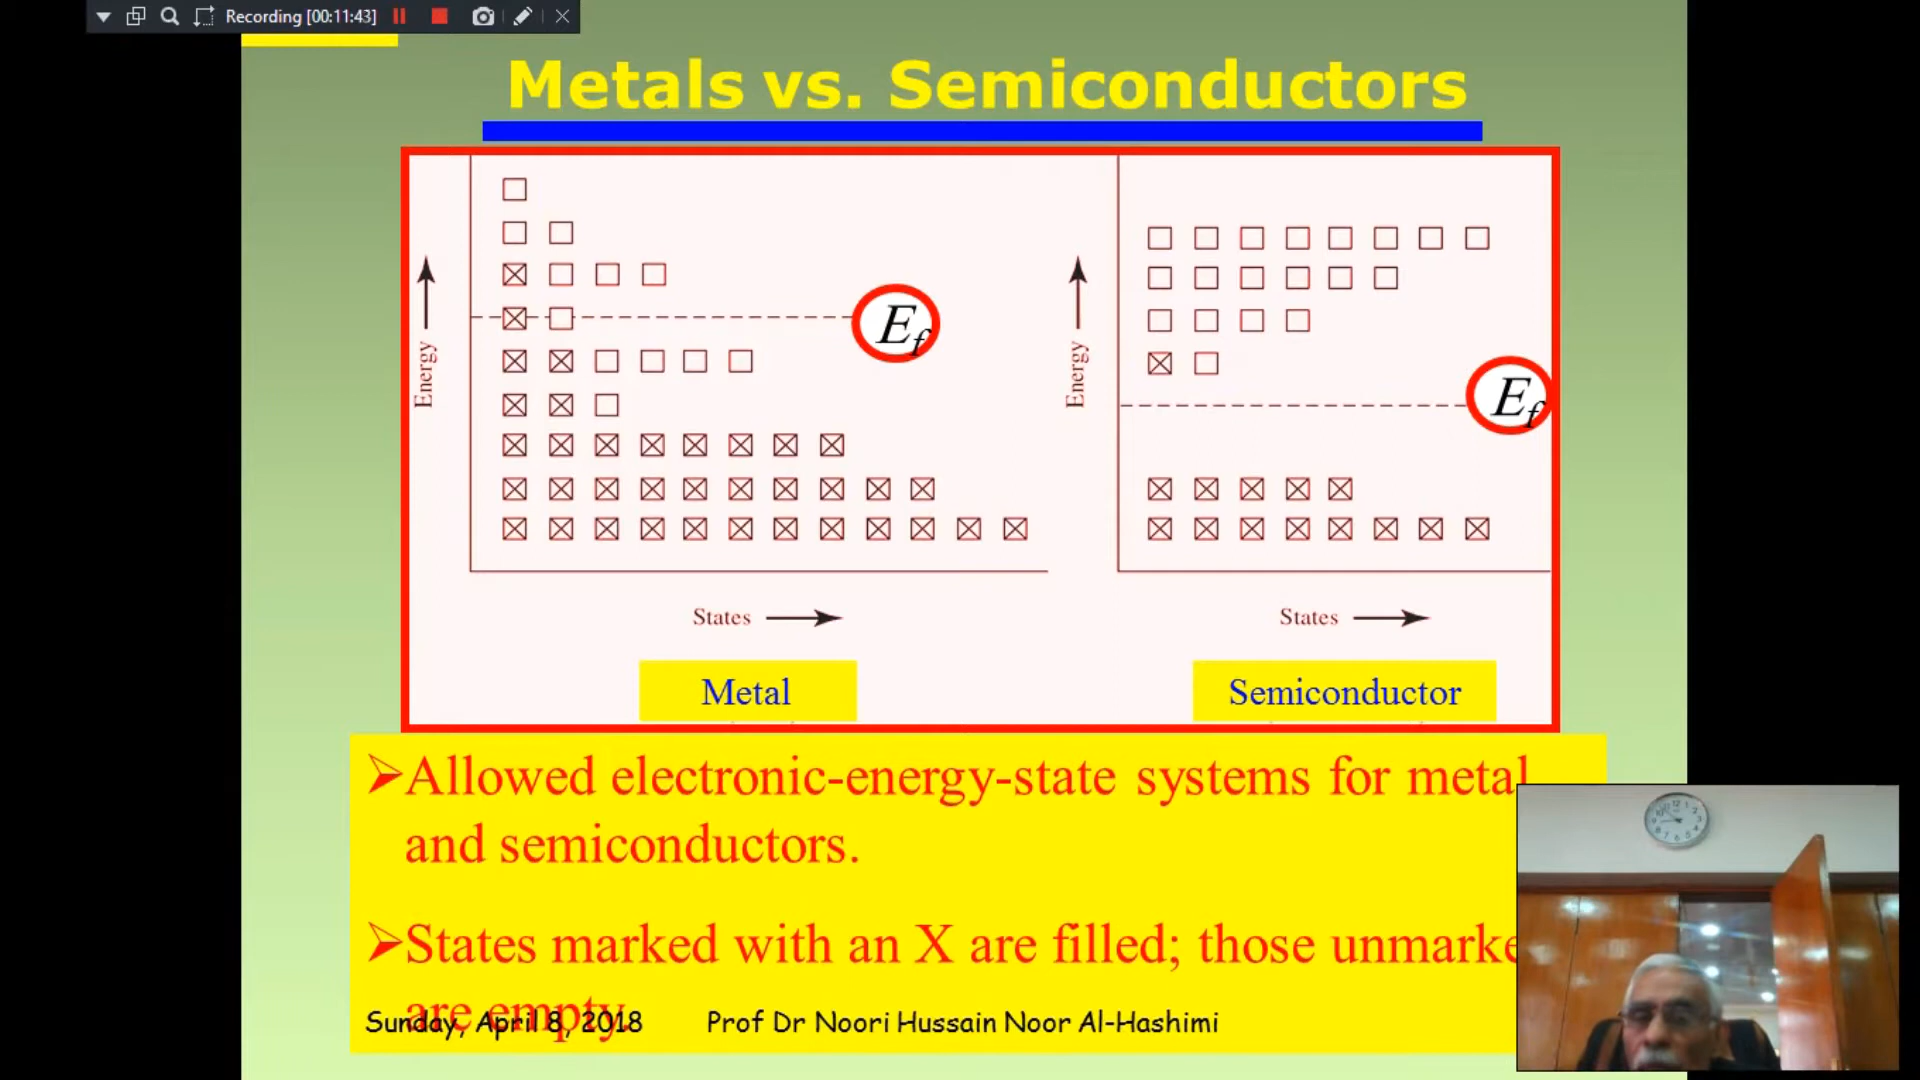 Recording [00:11:43]
Metals vs. Semiconductors
Energy
Ef
States
Metal
Energy
Ef
States
Semiconductor
Allowed electronic-energy-state systems for metal
and semiconductors.
States marked with an X are filled; those unmarke
are empty.
Sunday, April 8, 2018 Prof Dr Noori Hussain Noor Al-Hashimi